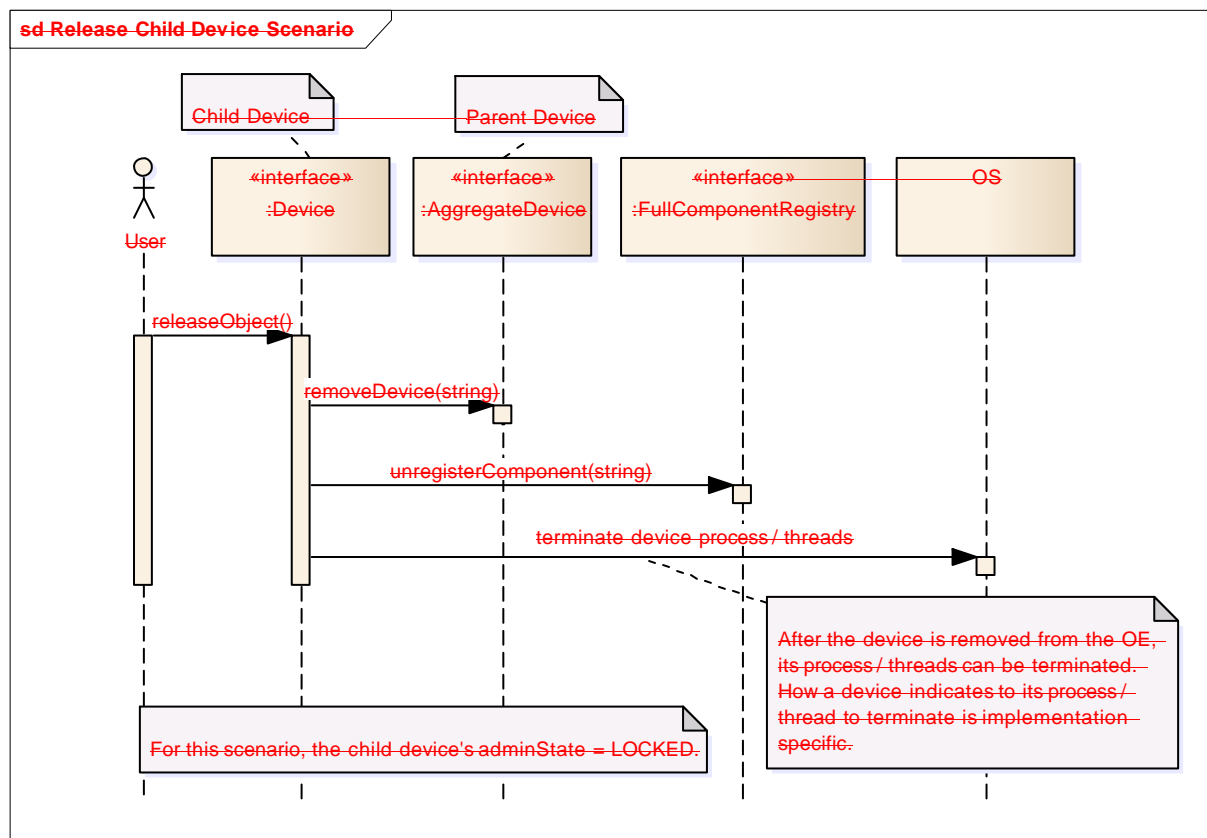 sd Release Child Device Scenario
Child Device
Parent Device
«interface»
:Device
«interface»
:AggregateDevice
«interface»
:FullComponentRegistry
OS
User
releaseObject()
removeDevice(string)
unregisterComponent(string)
terminate device process / threads
After the device is removed from the OE,
its process / threads can be terminated.
How a device indicates to its process /
thread to terminate is implementation
specific.
For this scenario, the child device's adminState = LOCKED.